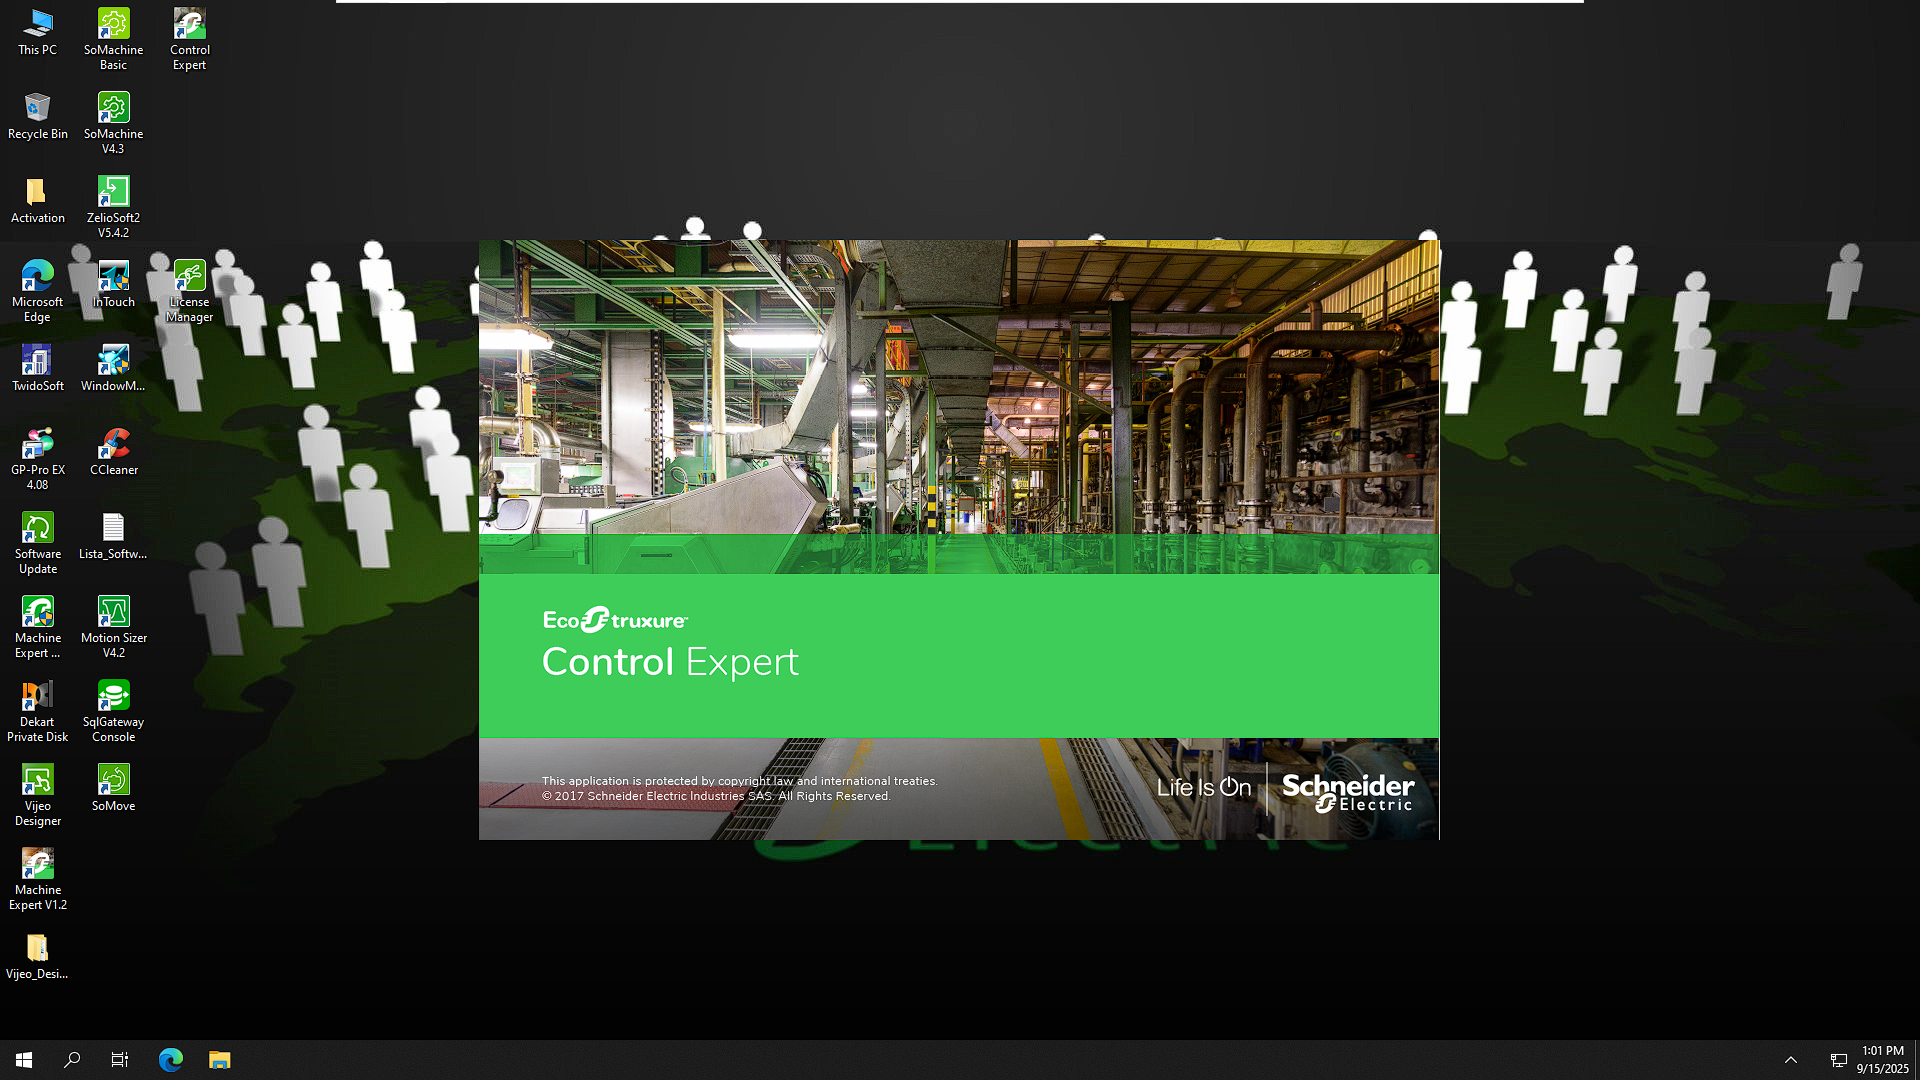 This PC
SoMachine
Basic
Control
Expert
Recycle Bin
SoMachine
V4.3
Activation
ZelioSoft2
V5.4.2
Microsoft
Edge
InTouch
License
Manager
TwidoSoft
WindowM...
GP-Pro EX
4.08
CCleaner
Software
Update
Lista_Softw...
Machine
Expert ...
Motion Sizer
V4.2
Dekart
Private Disk
SqlGateway
Console
Vijeo
Designer
SoMove
Machine
Expert V1.2
Vijeo_Desi...
EcoStruxure™
Control Expert
This application is protected by copyright law and international treaties.
© 2017 Schneider Electric Industries SAS. All Rights Reserved.
Life Is On
Schneider
Electric
Electric
1:01 PM
9/15/2025